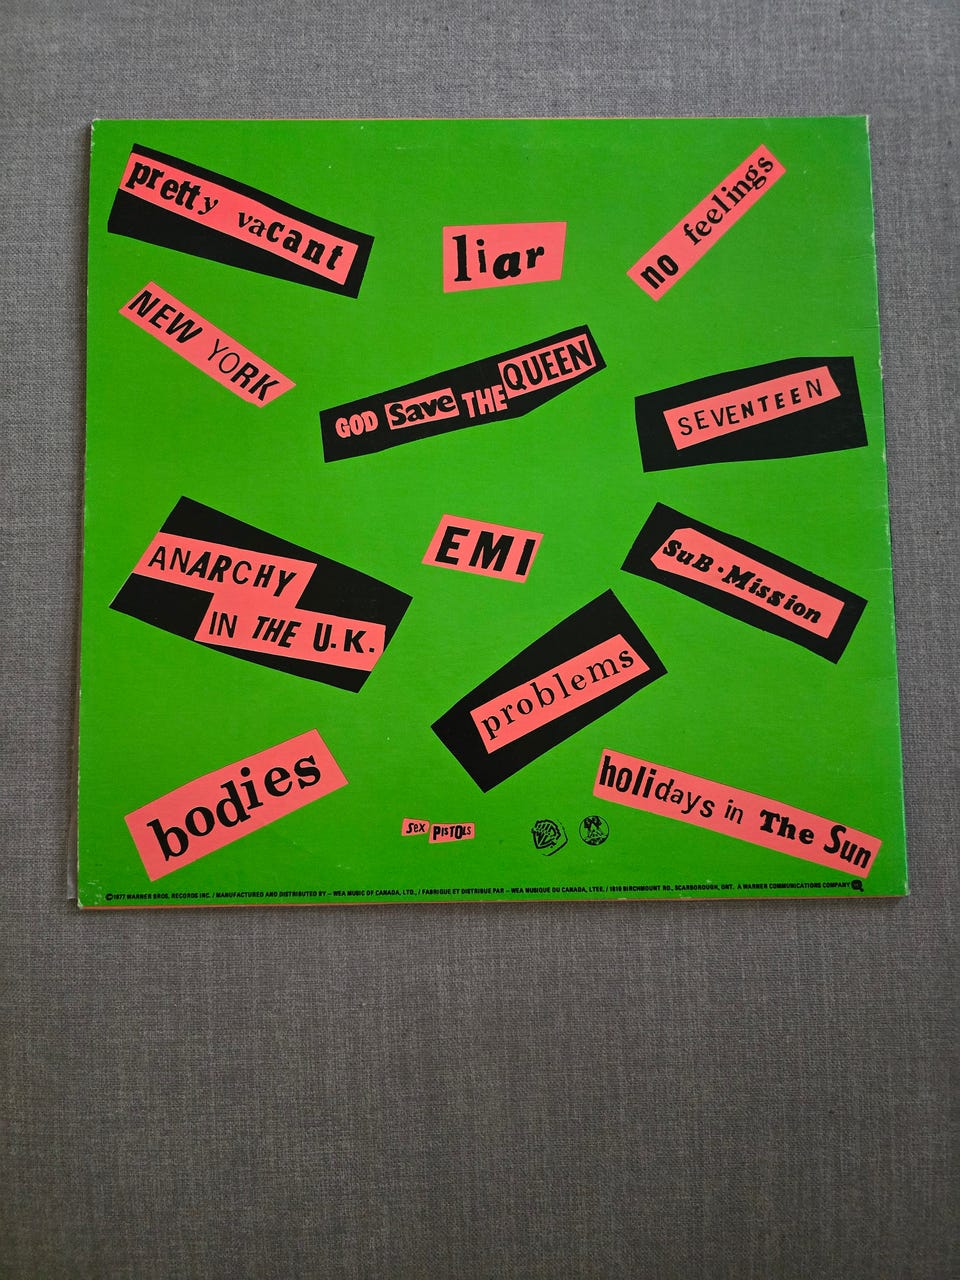 pretty vacant
liar
no feelings
NEW YORK
GOD Save THE QUEEN
SEVENTEEN
ANARCHY
IN THE U.K.
EMI
SuB·Mission
problems
bodies
holidays in The Sun
sex PISTOLS
©1977 WARNER BROS. RECORDS INC. / MANUFACTURED AND DISTRIBUTED BY – WEA MUSIC OF CANADA, LTD., / FABRIQUE ET DISTRIBUE PAR – WEA MUSIQUE DU CANADA, LTEE. / 1810 BIRCHMOUNT RD., SCARBOROUGH, ONT. A WARNER COMMUNICATIONS COMPANY